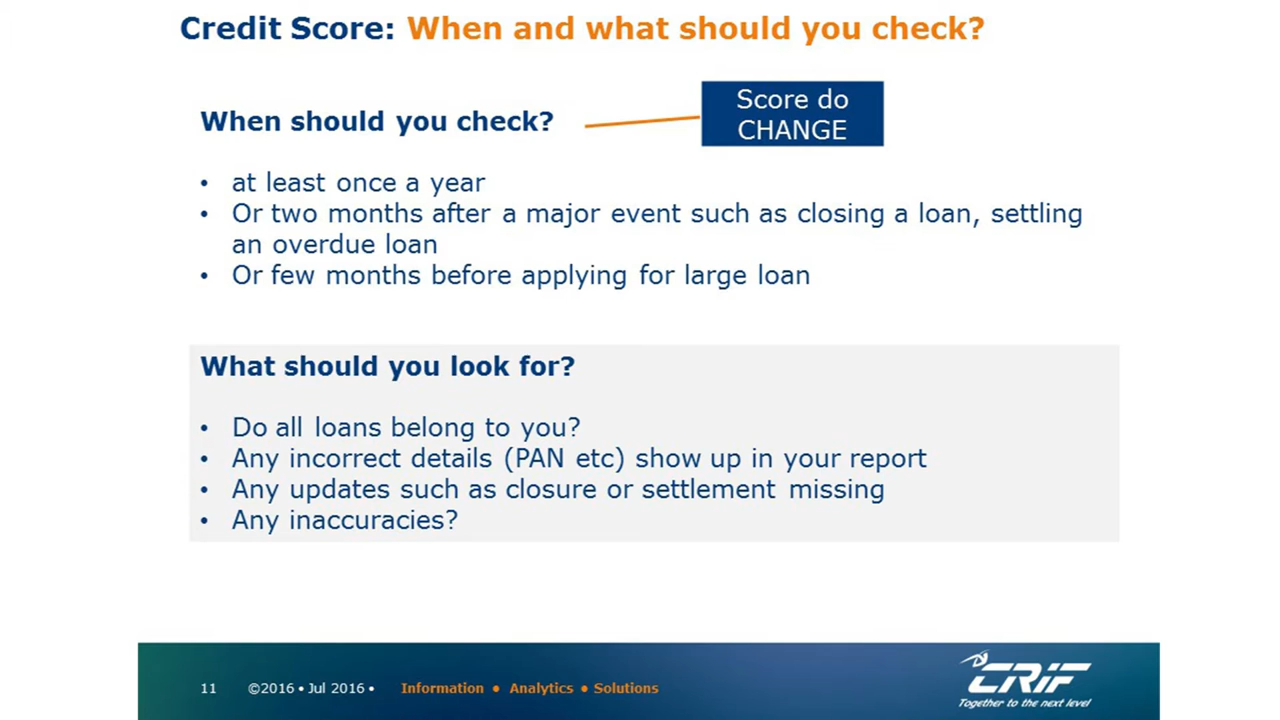 Credit Score: When and what should you check?
Score do
CHANGE
When should you check?
• at least once a year
• Or two months after a major event such as closing a loan, settling
an overdue loan
• Or few months before applying for large loan
What should you look for?
• Do all loans belong to you?
• Any incorrect details (PAN etc) show up in your report
• Any updates such as closure or settlement missing
• Any inaccuracies?
11 ©2016 • Jul 2016 • Information • Analytics • Solutions
CRIF
Together to the next level